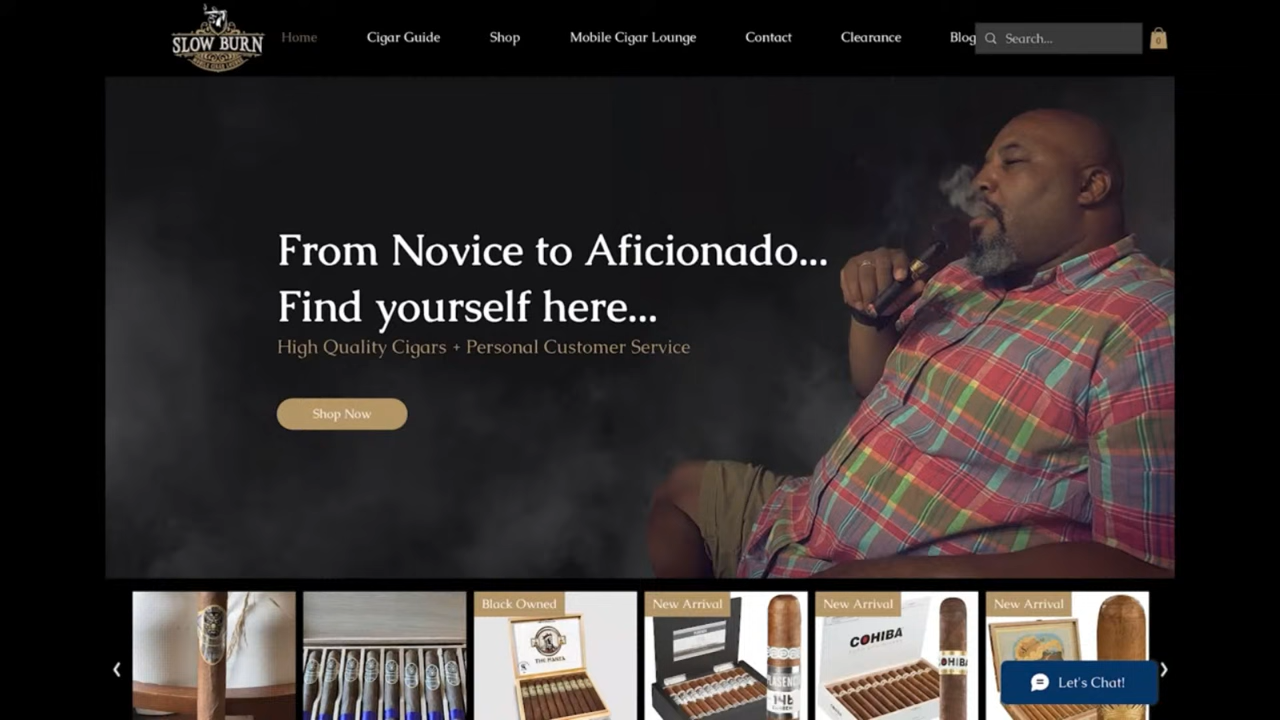 SLOW BURN
Home
Cigar Guide
Shop
Mobile Cigar Lounge
Contact
Clearance
Blog
Search...
0
From Novice to Aficionado...
Find yourself here...
High Quality Cigars + Personal Customer Service
Shop Now
Black Owned
New Arrival
New Arrival
New Arrival
COHIBA
COHIBA
Let's Chat!